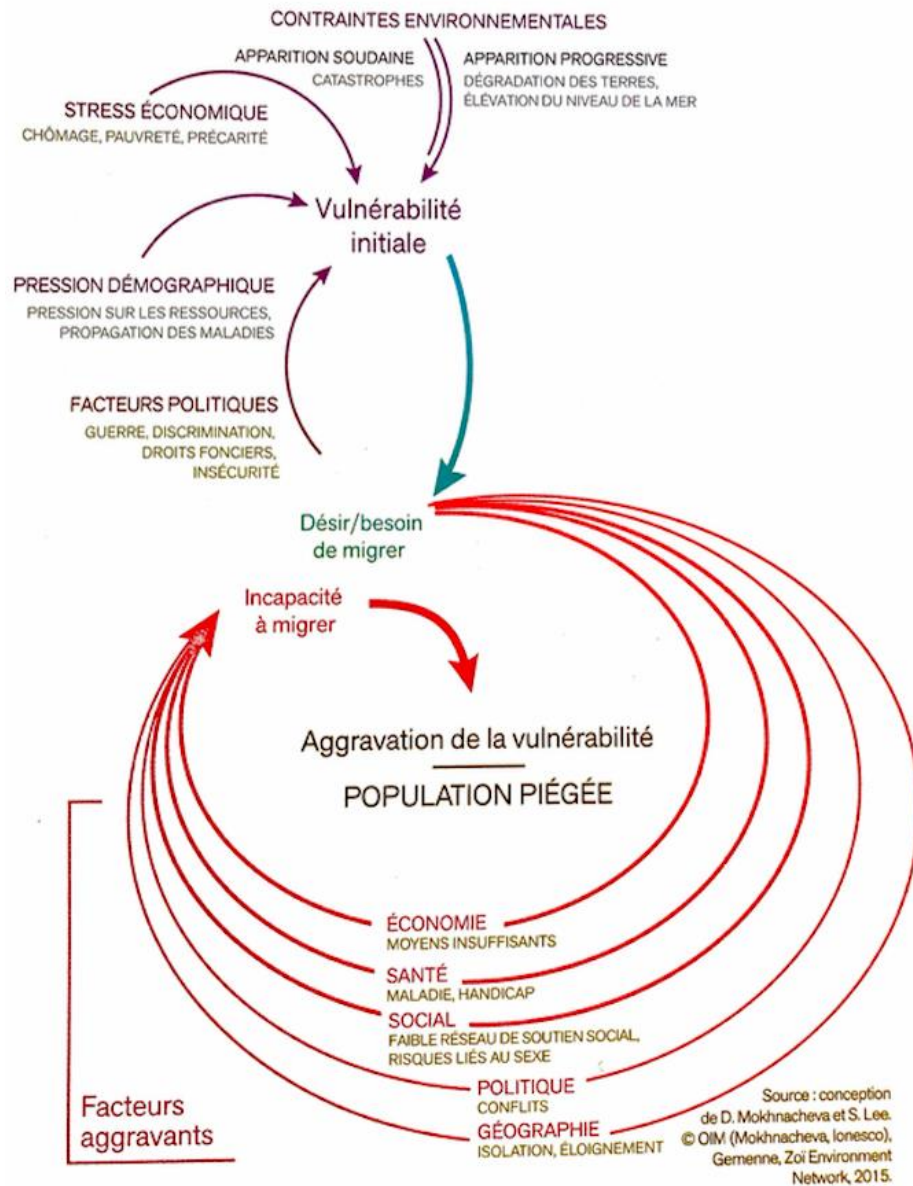 CONTRAINTES ENVIRONNEMENTALES
APPARITION SOUDAINE
CATASTROPHES
APPARITION PROGRESSIVE
DÉGRADATION DES TERRES,
ÉLÉVATION DU NIVEAU DE LA MER
STRESS ÉCONOMIQUE
CHÔMAGE, PAUVRETÉ, PRÉCARITÉ
Vulnérabilité
initiale
PRESSION DÉMOGRAPHIQUE
PRESSION SUR LES RESSOURCES,
PROPAGATION DES MALADIES
FACTEURS POLITIQUES
GUERRE, DISCRIMINATION,
DROITS FONCIERS,
INSÉCURITÉ
Désir/besoin
de migrer
Incapacité
à migrer
Aggravation de la vulnérabilité
POPULATION PIÉGÉE
ÉCONOMIE
MOYENS INSUFFISANTS
SANTÉ
MALADIE, HANDICAP
SOCIAL
FAIBLE RÉSEAU DE SOUTIEN SOCIAL,
RISQUES LIÉS AU SEXE
POLITIQUE
CONFLITS
GÉOGRAPHIE
ISOLATION, ÉLOIGNEMENT
Facteurs
aggravants
Source : conception
de D. Mokhnacheva et S. Lee.
© OIM (Mokhnacheva, Ionesco),
Gemenne, Zoï Environment
Network, 2015.